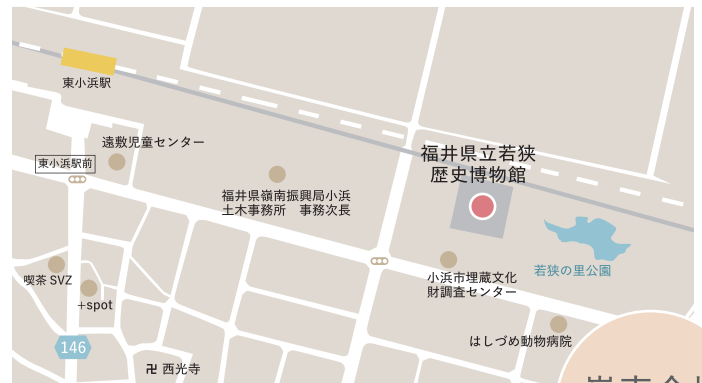 東小浜駅
遠敷児童センター
福井県立若狭
歴史博物館
東小浜駅前
福井県嶺南振興局小浜
土木事務所　事務次長
若狭の里公園
小浜市埋蔵文化
財調査センター
喫茶 SVZ
+spot
はしづめ動物病院
146
卍 西光寺